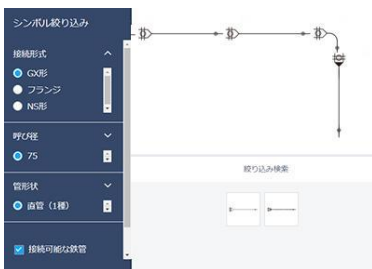 シンボル絞り込み
接続形式
GX形
フランジ
NS形
呼び径
75
管形状
直管（1種）
接続可能な鉄管
絞り込み検索